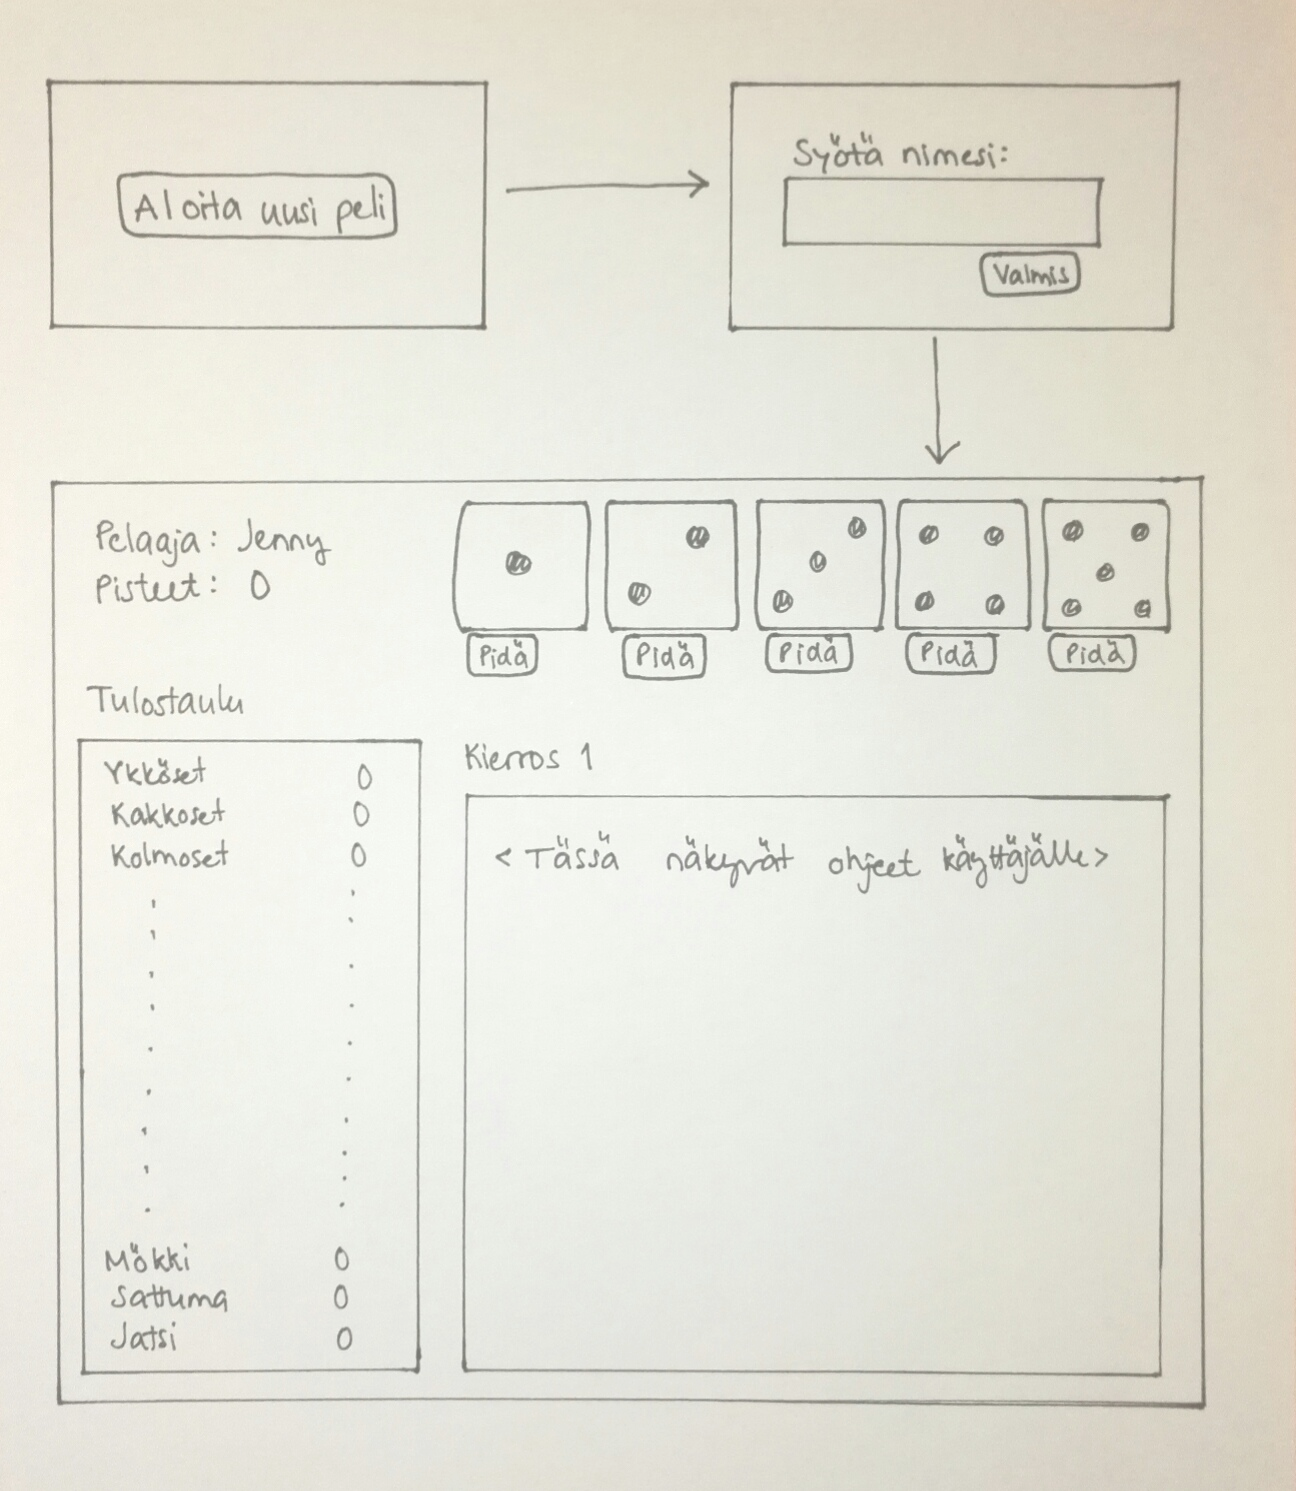 Aloita uusi peli
Syötä nimesi:
Valmis
Pelaaja: Jenny
Pisteet: 0
Pidä Pidä Pidä Pidä Pidä
Tulostaulu
Ykköset 0
Kakkoset 0
Kolmoset 0
Mökki 0
Sattuma 0
Jatsi 0
Kierros 1
<Tässä näkyvät ohjeet käyttäjälle>